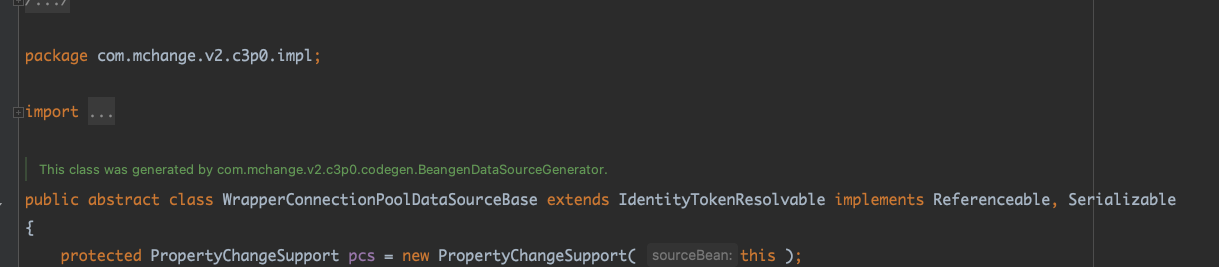 /.../
package com.mchange.v2.c3p0.impl;
import ...
This class was generated by com.mchange.v2.c3p0.codegen.BeangenDataSourceGenerator.
public abstract class WrapperConnectionPoolDataSourceBase extends IdentityTokenResolvable implements Referenceable, Serializable
{
protected PropertyChangeSupport pcs = new PropertyChangeSupport( sourceBean: this );